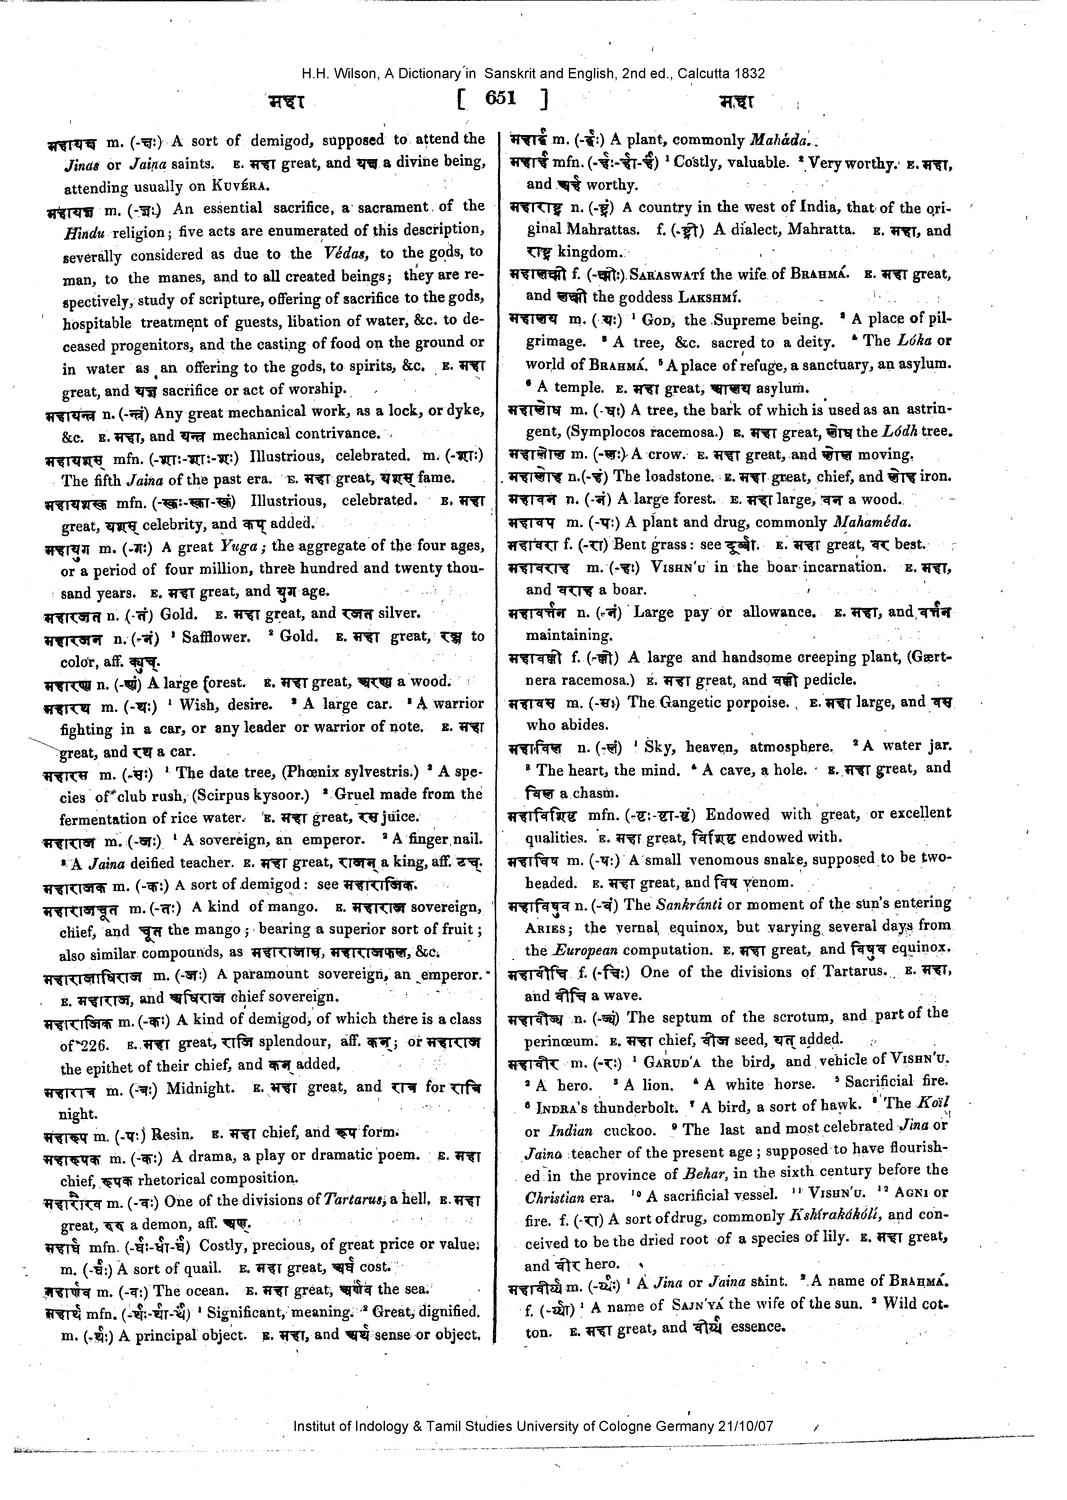 H.H. Wilson, A Dictionary in Sanskrit and English, 2nd ed., Calcutta 1832
महा [ 651 ] महा
महायक्ष m. (-क्षः) A sort of demigod, supposed to attend the
Jinas or Jaina saints. E. महा great, and यक्ष a divine being,
attending usually on KUVÉRA.
महायज्ञ m. (-ज्ञः) An essential sacrifice, a sacrament of the
Hindu religion; five acts are enumerated of this description,
severally considered as due to the Védas, to the gods, to
man, to the manes, and to all created beings; they are re-
spectively, study of scripture, offering of sacrifice to the gods,
hospitable treatment of guests, libation of water, &c. to de-
ceased progenitors, and the casting of food on the ground or
in water as an offering to the gods, to spirits, &c. E. महा
great, and यज्ञ sacrifice or act of worship.
महायन्त्र n. (-न्त्रं) Any great mechanical work, as a lock, or dyke,
&c. E. महा, and यन्त्र mechanical contrivance.
महायशस् mfn. (-शाः-शाः-शः) Illustrious, celebrated. m. (-शाः)
The fifth Jaina of the past era. E. महा great, यशस् fame.
महायशस्क mfn. (-स्कः-स्का-स्कं) Illustrious, celebrated. E. महा
great, यशस् celebrity, and कप् added.
महायुग m. (-गः) A great Yuga; the aggregate of the four ages,
or a period of four million, three hundred and twenty thou-
sand years. E. महा great, and युग age.
महारजत n. (-तं) Gold. E. महा great, and रजत silver.
महारजन n. (-नं) ¹ Safflower. ² Gold. E. महा great, रञ्ज to
color, aff. क्युच्.
महारण्य n. (-ण्यं) A large forest. E. महा great, अरण्य a wood.
महारथ m. (-थः) ¹ Wish, desire. ² A large car. ³ A warrior
fighting in a car, or any leader or warrior of note. E. महा
great, and रथ a car.
महारस m. (-सः) ¹ The date tree, (Phœnix sylvestris.) ² A spe-
cies of club rush, (Scirpus kysoor.) ³ Gruel made from the
fermentation of rice water. E. महा great, रस juice.
महाराज m. (-जः) ¹ A sovereign, an emperor. ² A finger nail.
³ A Jaina deified teacher. E. महा great, राजन् a king, aff. टच्.
महाराजक m. (-कः) A sort of demigod: see महाराजिक.
महाराजचूत m. (-तः) A kind of mango. E. महाराज sovereign,
chief, and चूत the mango; bearing a superior sort of fruit;
also similar compounds, as महाराजाम्र, महाराजफल, &c.
महाराजाधिराज m. (-जः) A paramount sovereign, an emperor.
E. महाराज, and अधिराज chief sovereign.
महाराजिक m. (-कः) A kind of demigod, of which there is a class
of 226. E. महा great, राजि splendour, aff. कन्; or महाराज
the epithet of their chief, and कन् added.
महारात्र m. (-त्रः) Midnight. E. महा great, and रात्र for रात्रि
night.
महारूप m. (-पः) Resin. E. महा chief, and रूप form.
महारूपक m. (-कः) A drama, a play or dramatic poem. E. महा
chief, रूपक rhetorical composition.
महारौरव m. (-वः) One of the divisions of Tartarus, a hell. E. महा
great, रुरु a demon, aff. अण्.
महार्घ mfn. (-र्घः-र्घा-र्घं) Costly, precious, of great price or value.
m. (-र्घः) A sort of quail. E. महा great, अर्घ cost.
महार्णव m. (-वः) The ocean. E. महा great, अर्णव the sea.
महार्थ mfn. (-र्थः-र्था-र्थं) ¹ Significant, meaning. ² Great, dignified.
m. (-र्थः) A principal object. E. महा, and अर्थ sense or object.
महार्द्र m. (-र्द्रः) A plant, commonly Maháda.
महार्ह mfn. (-र्हः-र्हा-र्हं) ¹ Costly, valuable. ² Very worthy. E. महा,
and अर्ह worthy.
महाराष्ट्र n. (-ष्ट्रं) A country in the west of India, that of the ori-
ginal Mahrattas. f. (-ष्ट्री) A dialect, Mahratta. E. महा, and
राष्ट्र kingdom.
महालक्ष्मी f. (-क्ष्मीः) SARASWATÍ the wife of BRAHMÁ. E. महा great,
and लक्ष्मी the goddess LAKSHMÍ.
महालय m. (-यः) ¹ GOD, the Supreme being. ² A place of pil-
grimage. ³ A tree, &c. sacred to a deity. ⁴ The Lóka or
world of BRAHMÁ. ⁵ A place of refuge, a sanctuary, an asylum.
⁶ A temple. E. महा great, आलय asylum.
महालोध m. (-धः) A tree, the bark of which is used as an astrin-
gent, (Symplocos racemosa.) E. महा great, लोध the Lódh tree.
महालोल m. (-लः) A crow. E. महा great, and लोल moving.
महालोह n. (-हं) The loadstone. E. महा great, chief, and लोह iron.
महावन n. (-नं) A large forest. E. महा large, वन a wood.
महावप m. (-पः) A plant and drug, commonly Mahaméda.
महावरा f. (-रा) Bent grass: see दूर्व्वा. E. महा great, वर best.
महावराह m. (-हः) VISHN'U in the boar incarnation. E. महा,
and वराह a boar.
महावर्त्तन n. (-नं) Large pay or allowance. E. महा, and वर्त्तन
maintaining.
महावल्ली f. (-ल्ली) A large and handsome creeping plant, (Gært-
nera racemosa.) E. महा great, and वल्ली pedicle.
महावस m. (-सः) The Gangetic porpoise. E. महा large, and वस
who abides.
महाविल n. (-लं) ¹ Sky, heaven, atmosphere. ² A water jar.
³ The heart, the mind. ⁴ A cave, a hole. E. महा great, and
विल a chasm.
महाविशिष्ट mfn. (-ष्टः-ष्टा-ष्टं) Endowed with great, or excellent
qualities. E. महा great, विशिष्ट endowed with.
महाविष m. (-षः) A small venomous snake, supposed to be two-
headed. E. महा great, and विष venom.
महाविषुव n. (-वं) The Sankránti or moment of the sun's entering
ARIES; the vernal equinox, but varying several days from
the European computation. E. महा great, and विषुव equinox.
महावीचि f. (-चिः) One of the divisions of Tartarus. E. महा,
and वीचि a wave.
महावीज्य n. (-ज्यं) The septum of the scrotum, and part of the
perinœum. E. महा chief, वीज seed, यत् added.
महावीर m. (-रः) ¹ GARUD'A the bird, and vehicle of VISHN'U.
² A hero. ³ A lion. ⁴ A white horse. ⁵ Sacrificial fire.
⁶ INDRA's thunderbolt. ⁷ A bird, a sort of hawk. ⁸ The Koïl
or Indian cuckoo. ⁹ The last and most celebrated Jina or
Jaina teacher of the present age; supposed to have flourish-
ed in the province of Behar, in the sixth century before the
Christian era. ¹⁰ A sacrificial vessel. ¹¹ VISHN'U. ¹² AGNI or
fire. f. (-रा) A sort of drug, commonly Kshírakákólí, and con-
ceived to be the dried root of a species of lily. E. महा great,
and वीर hero.
महावीर्य्य m. (-र्य्यः) ¹ A Jina or Jaina saint. ² A name of BRAHMÁ.
f. (-र्य्या) ¹ A name of SAJN'YÁ the wife of the sun. ² Wild cot-
ton. E. महा great, and वीर्य्य essence.
Institut of Indology & Tamil Studies University of Cologne Germany 21/10/07